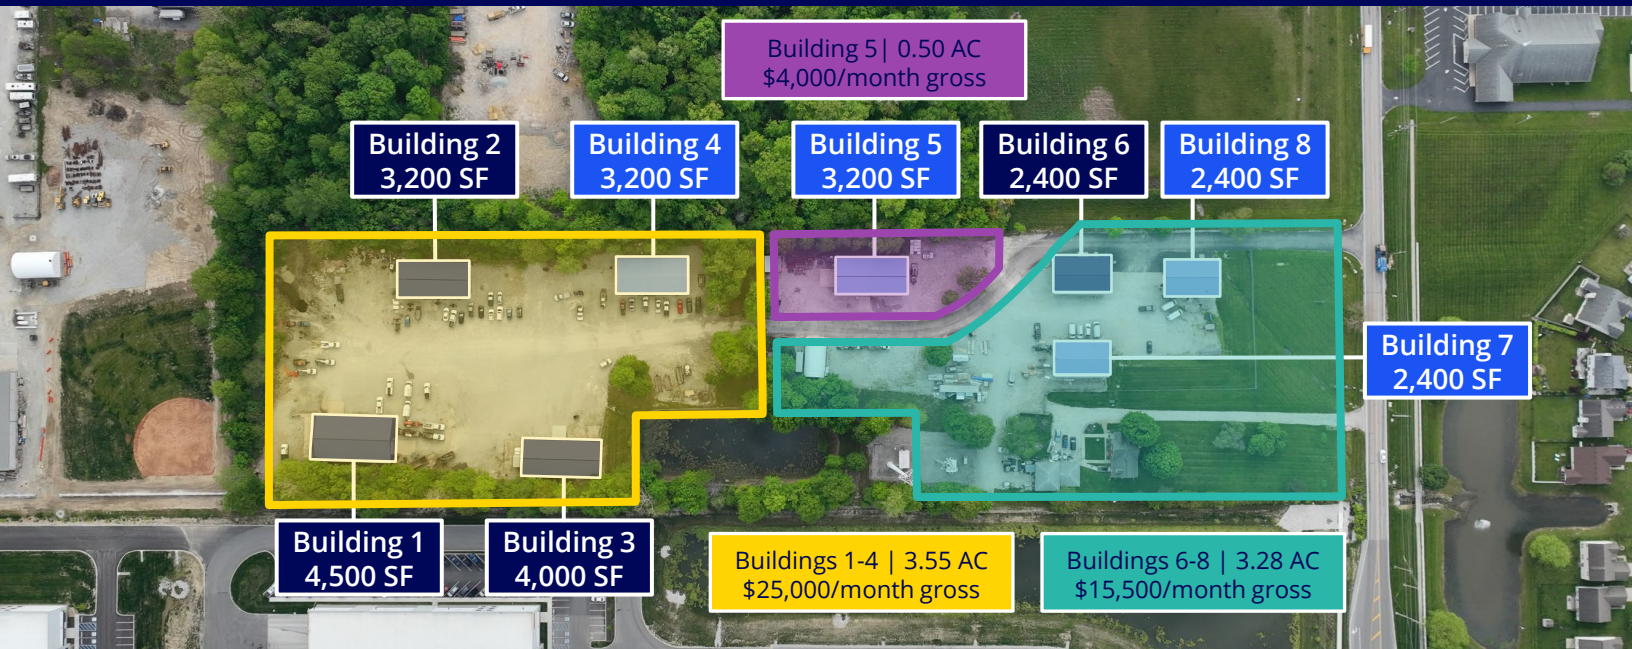 Building 5| 0.50 AC
$4,000/month gross
Building 2
3,200 SF
Building 4
3,200 SF
Building 5
3,200 SF
Building 6
2,400 SF
Building 8
2,400 SF
Building 7
2,400 SF
Building 1
4,500 SF
Building 3
4,000 SF
Buildings 1-4 | 3.55 AC
$25,000/month gross
Buildings 6-8 | 3.28 AC
$15,500/month gross